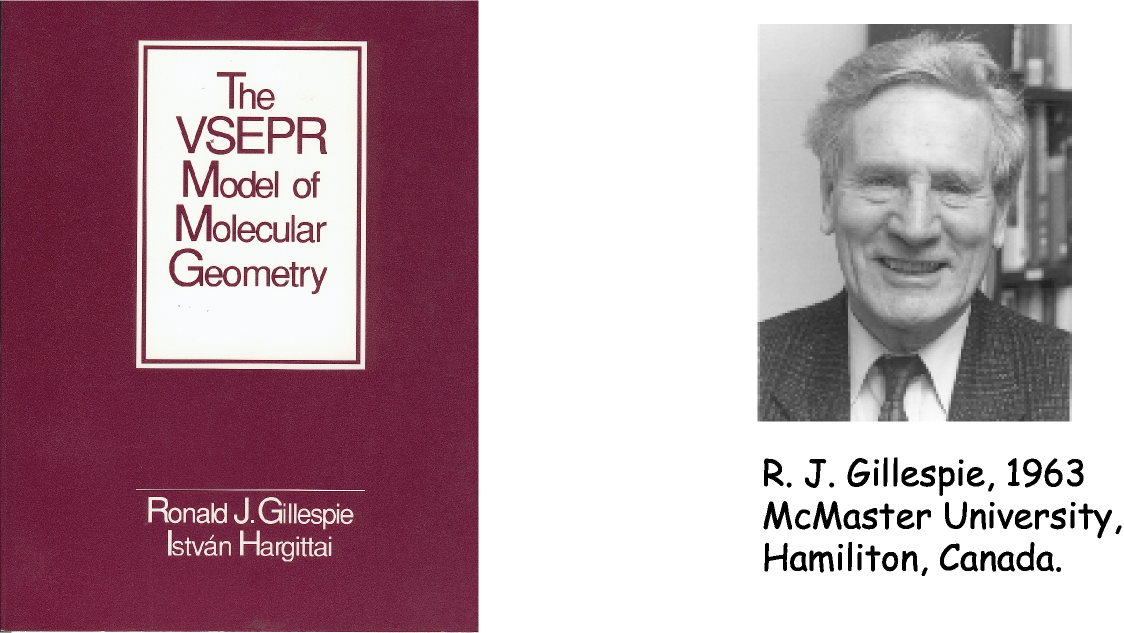 The
VSEPR
Model of
Molecular
Geometry
Ronald J. Gillespie
István Hargittai
R. J. Gillespie, 1963
McMaster University,
Hamiliton, Canada.